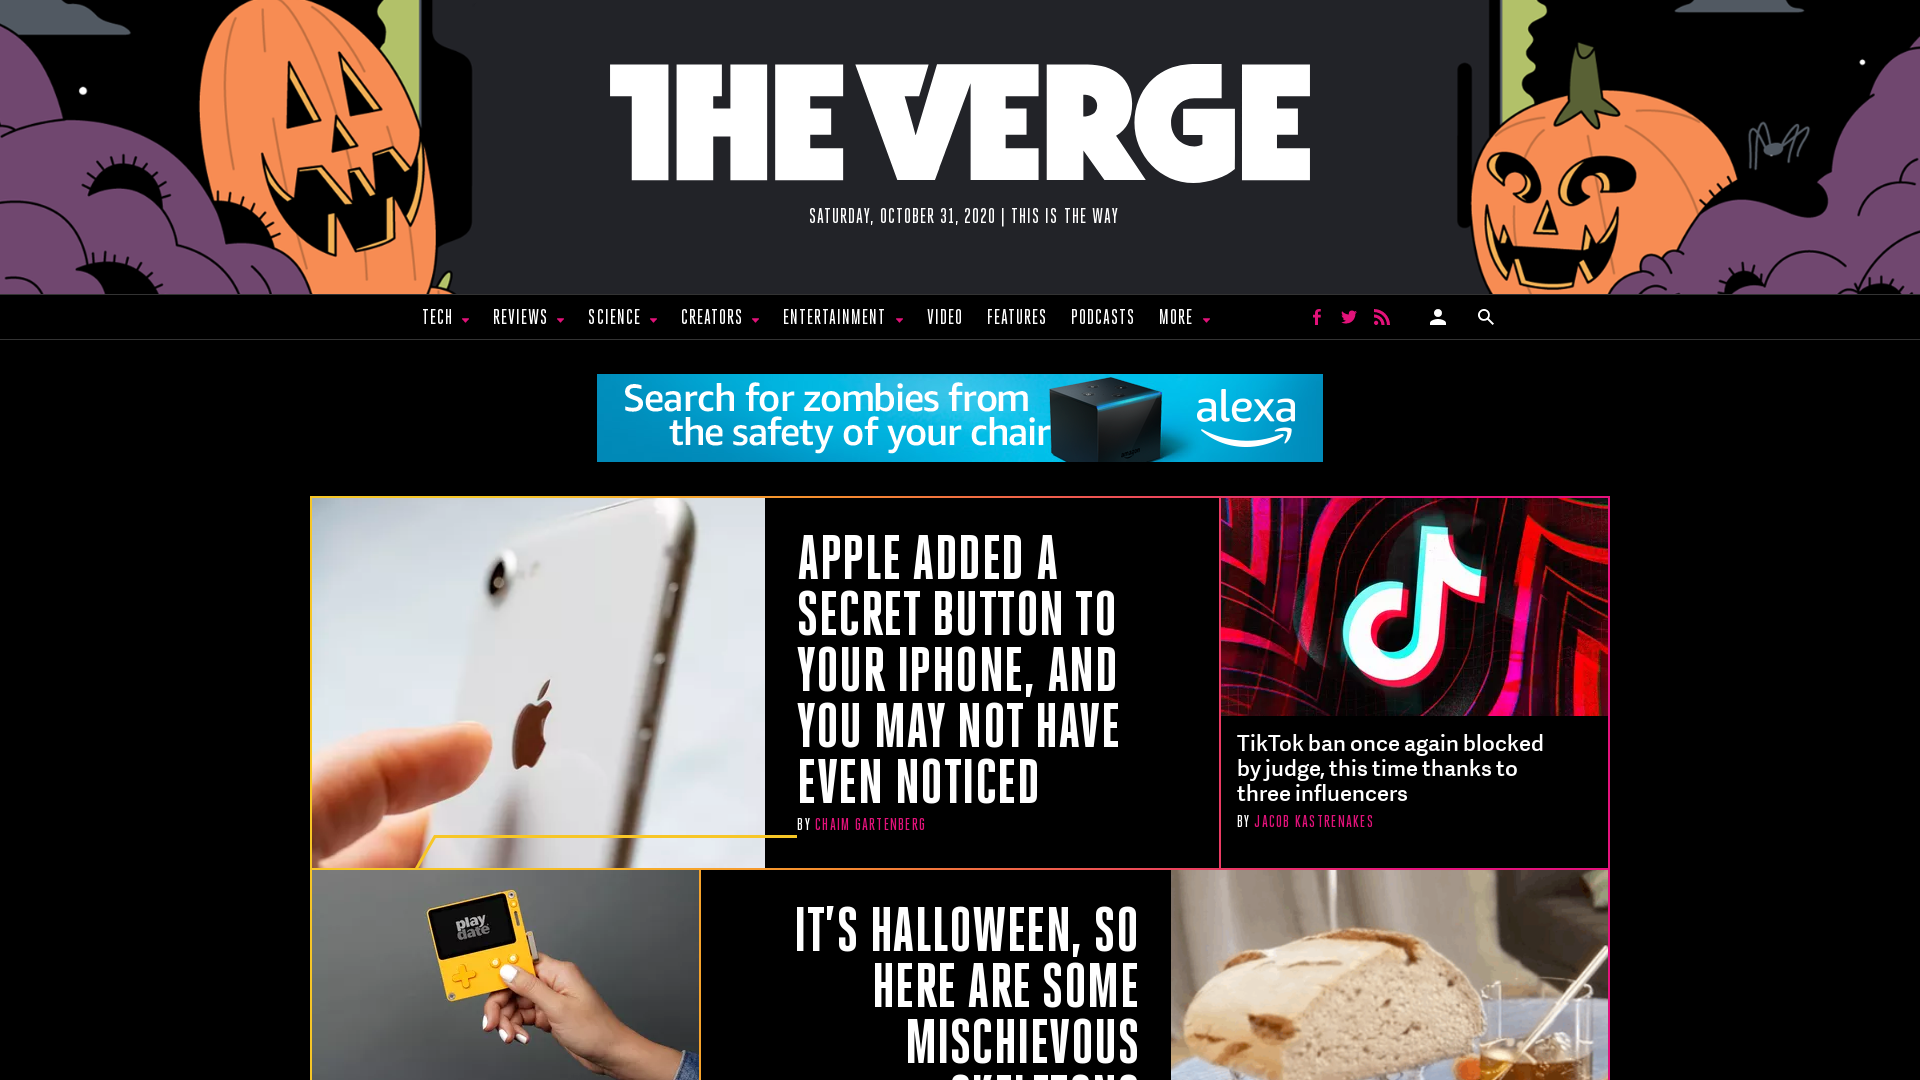 THE VERGE
SATURDAY, OCTOBER 31, 2020 | THIS IS THE WAY
TECH REVIEWS SCIENCE CREATORS ENTERTAINMENT VIDEO FEATURES PODCASTS MORE
Search for zombies from
the safety of your chair
alexa
APPLE ADDED A
SECRET BUTTON TO
YOUR IPHONE, AND
YOU MAY NOT HAVE
EVEN NOTICED
BY CHAIM GARTENBERG
TikTok ban once again blocked
by judge, this time thanks to
three influencers
BY JACOB KASTRENAKES
play
date
IT'S HALLOWEEN, SO
HERE ARE SOME
MISCHIEVOUS
SKELETONS